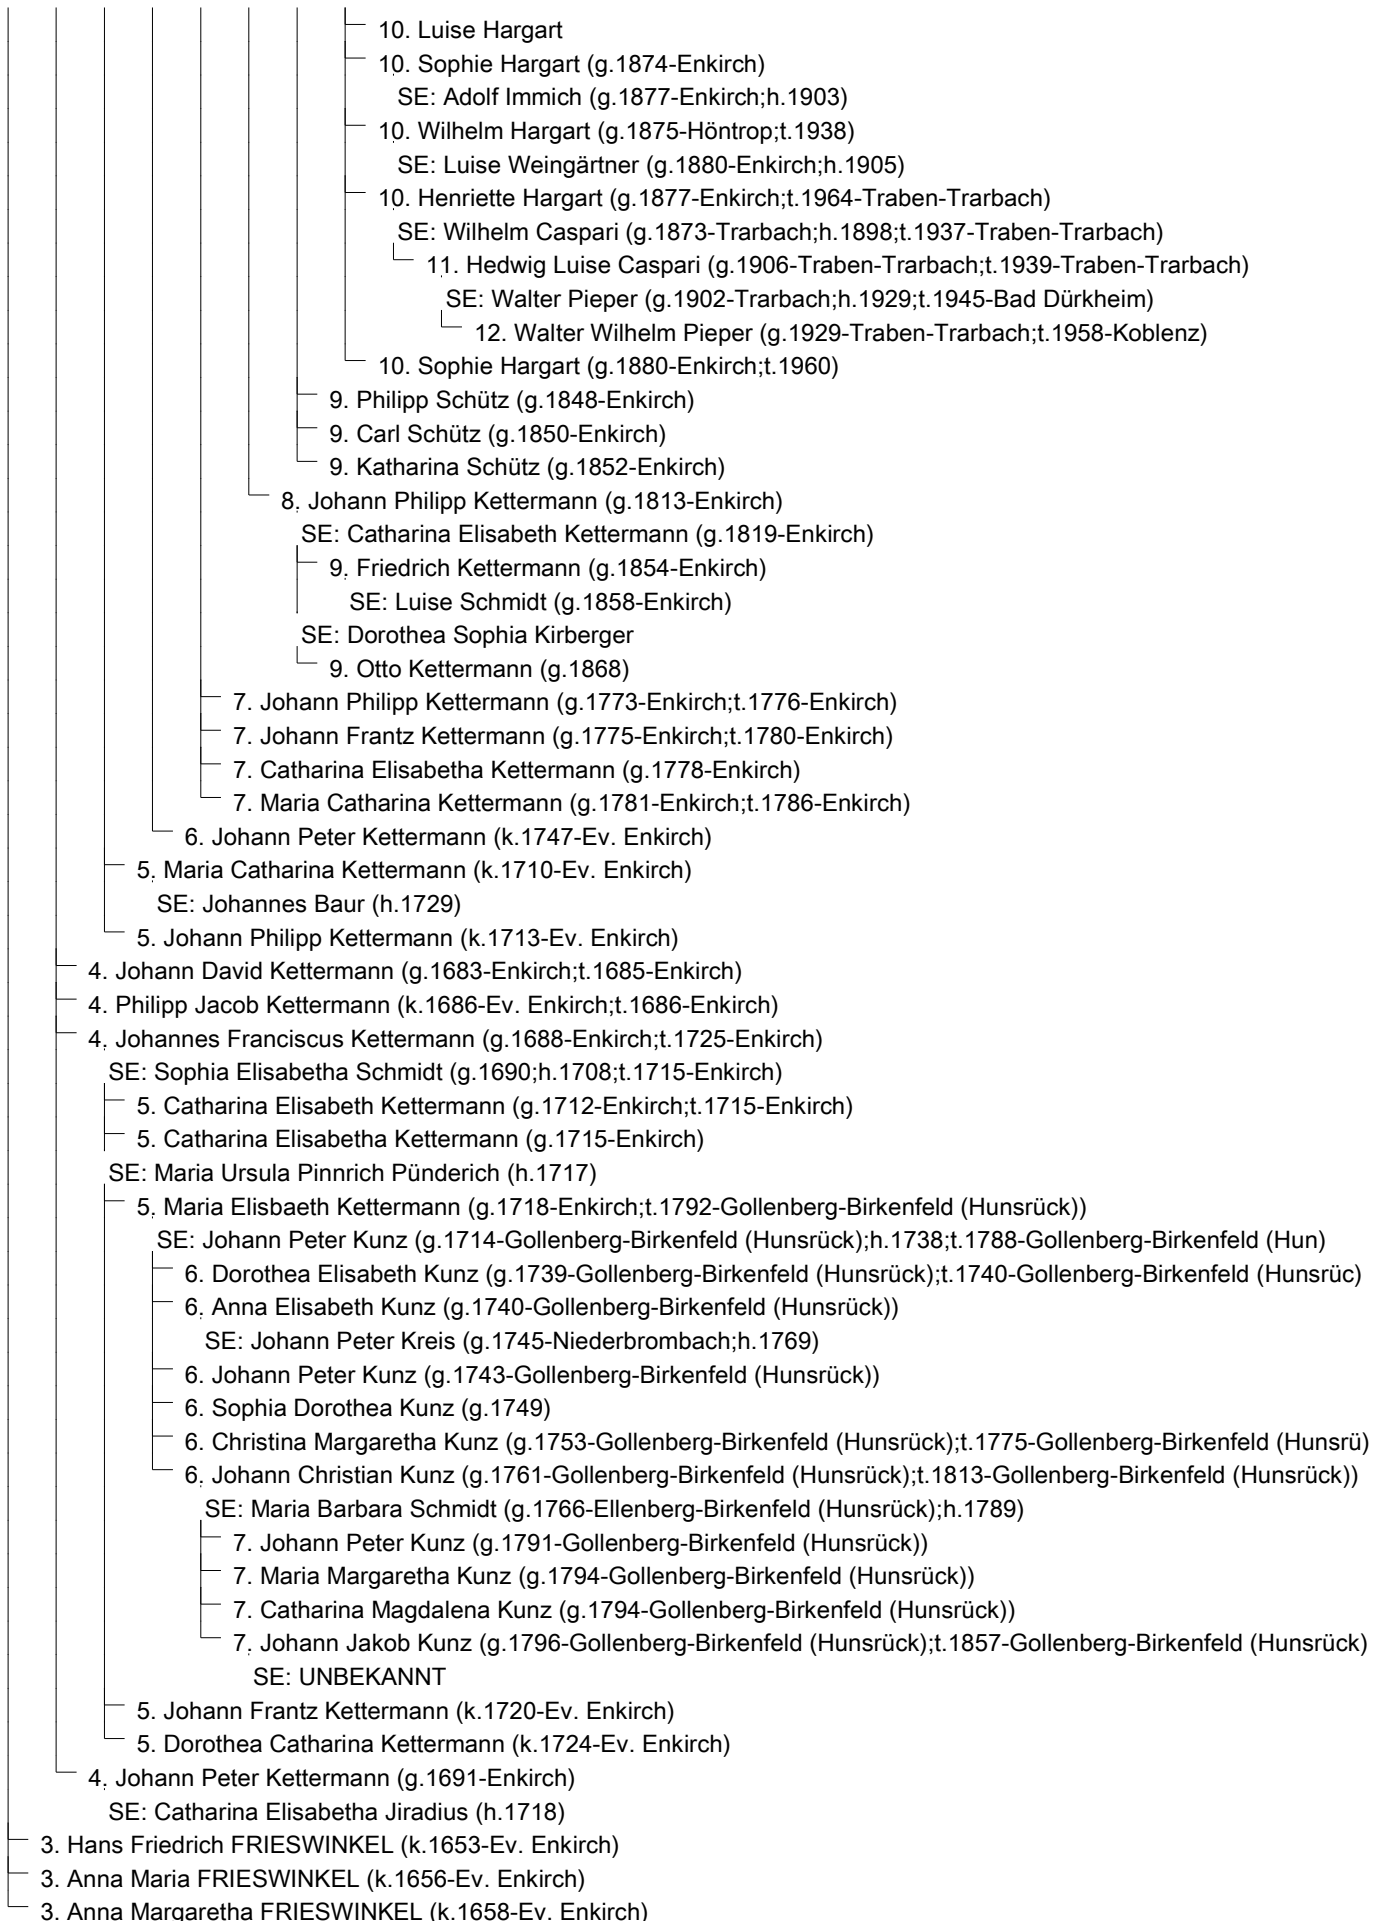 10. Luise Hargart
10. Sophie Hargart (g.1874-Enkirch)
SE: Adolf Immich (g.1877-Enkirch;h.1903)
10. Wilhelm Hargart (g.1875-Höntrop;t.1938)
SE: Luise Weingärtner (g.1880-Enkirch;h.1905)
10. Henriette Hargart (g.1877-Enkirch;t.1964-Traben-Trarbach)
SE: Wilhelm Caspari (g.1873-Trarbach;h.1898;t.1937-Traben-Trarbach)
11. Hedwig Luise Caspari (g.1906-Traben-Trarbach;t.1939-Traben-Trarbach)
SE: Walter Pieper (g.1902-Trarbach;h.1929;t.1945-Bad Dürkheim)
12. Walter Wilhelm Pieper (g.1929-Traben-Trarbach;t.1958-Koblenz)
10. Sophie Hargart (g.1880-Enkirch;t.1960)
9. Philipp Schütz (g.1848-Enkirch)
9. Carl Schütz (g.1850-Enkirch)
9. Katharina Schütz (g.1852-Enkirch)
8. Johann Philipp Kettermann (g.1813-Enkirch)
SE: Catharina Elisabeth Kettermann (g.1819-Enkirch)
9. Friedrich Kettermann (g.1854-Enkirch)
SE: Luise Schmidt (g.1858-Enkirch)
SE: Dorothea Sophia Kirberger
9. Otto Kettermann (g.1868)
7. Johann Philipp Kettermann (g.1773-Enkirch;t.1776-Enkirch)
7. Johann Frantz Kettermann (g.1775-Enkirch;t.1780-Enkirch)
7. Catharina Elisabetha Kettermann (g.1778-Enkirch)
7. Maria Catharina Kettermann (g.1781-Enkirch;t.1786-Enkirch)
6. Johann Peter Kettermann (k.1747-Ev. Enkirch)
5. Maria Catharina Kettermann (k.1710-Ev. Enkirch)
SE: Johannes Baur (h.1729)
5. Johann Philipp Kettermann (k.1713-Ev. Enkirch)
4. Johann David Kettermann (g.1683-Enkirch;t.1685-Enkirch)
4. Philipp Jacob Kettermann (k.1686-Ev. Enkirch;t.1686-Enkirch)
4. Johannes Franciscus Kettermann (g.1688-Enkirch;t.1725-Enkirch)
SE: Sophia Elisabetha Schmidt (g.1690;h.1708;t.1715-Enkirch)
5. Catharina Elisabeth Kettermann (g.1712-Enkirch;t.1715-Enkirch)
5. Catharina Elisabetha Kettermann (g.1715-Enkirch)
SE: Maria Ursula Pinnrich Pünderich (h.1717)
5. Maria Elisbaeth Kettermann (g.1718-Enkirch;t.1792-Gollenberg-Birkenfeld (Hunsrück))
SE: Johann Peter Kunz (g.1714-Gollenberg-Birkenfeld (Hunsrück);h.1738;t.1788-Gollenberg-Birkenfeld (Hun)
6. Dorothea Elisabeth Kunz (g.1739-Gollenberg-Birkenfeld (Hunsrück);t.1740-Gollenberg-Birkenfeld (Hunsrüc)
6. Anna Elisabeth Kunz (g.1740-Gollenberg-Birkenfeld (Hunsrück))
SE: Johann Peter Kreis (g.1745-Niederbrombach;h.1769)
6. Johann Peter Kunz (g.1743-Gollenberg-Birkenfeld (Hunsrück))
6. Sophia Dorothea Kunz (g.1749)
6. Christina Margaretha Kunz (g.1753-Gollenberg-Birkenfeld (Hunsrück);t.1775-Gollenberg-Birkenfeld (Hunsrü)
6. Johann Christian Kunz (g.1761-Gollenberg-Birkenfeld (Hunsrück);t.1813-Gollenberg-Birkenfeld (Hunsrück))
SE: Maria Barbara Schmidt (g.1766-Ellenberg-Birkenfeld (Hunsrück);h.1789)
7. Johann Peter Kunz (g.1791-Gollenberg-Birkenfeld (Hunsrück))
7. Maria Margaretha Kunz (g.1794-Gollenberg-Birkenfeld (Hunsrück))
7. Catharina Magdalena Kunz (g.1794-Gollenberg-Birkenfeld (Hunsrück))
7. Johann Jakob Kunz (g.1796-Gollenberg-Birkenfeld (Hunsrück);t.1857-Gollenberg-Birkenfeld (Hunsrück)
SE: UNBEKANNT
5. Johann Frantz Kettermann (k.1720-Ev. Enkirch)
5. Dorothea Catharina Kettermann (k.1724-Ev. Enkirch)
4. Johann Peter Kettermann (g.1691-Enkirch)
SE: Catharina Elisabetha Jiradius (h.1718)
3. Hans Friedrich FRIESWINKEL (k.1653-Ev. Enkirch)
3. Anna Maria FRIESWINKEL (k.1656-Ev. Enkirch)
3. Anna Margaretha FRIESWINKEL (k.1658-Ev. Enkirch)